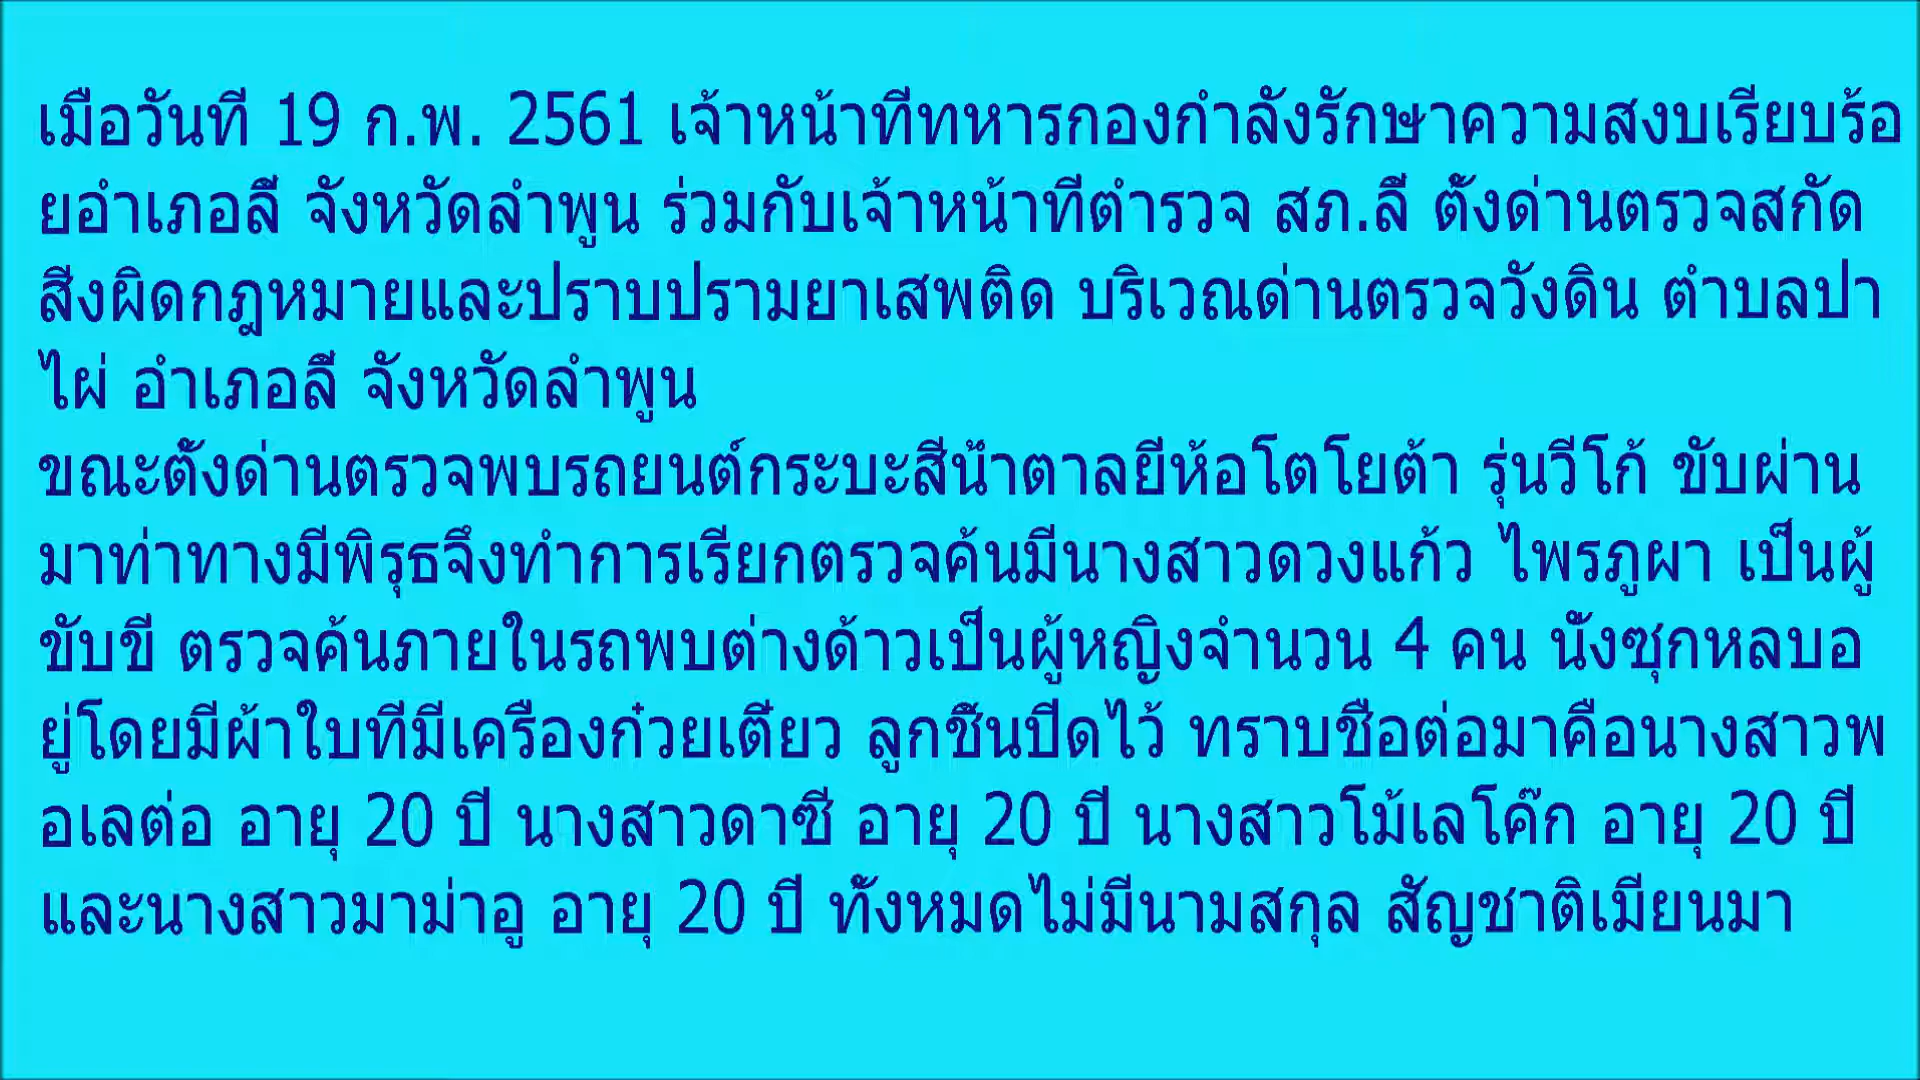 เมื่อวันที่ 19 ก.พ. 2561 เจ้าหน้าที่ทหารกองกำลังรักษาความสงบเรียบร้อ
ยอำเภอลี้ จังหวัดลำพูน ร่วมกับเจ้าหน้าที่ตำรวจ สภ.ลี้ ตั้งด่านตรวจสกัด
สิ่งผิดกฎหมายและปราบปรามยาเสพติด บริเวณด่านตรวจวังดิน ตำบลป่า
ไผ่ อำเภอลี้ จังหวัดลำพูน
ขณะตั้งด่านตรวจพบรถยนต์กระบะสีน้ำตาลยี่ห้อโตโยต้า รุ่นวีโก้ ขับผ่าน
มาท่าทางมีพิรุธจึงทำการเรียกตรวจค้นมีนางสาวดวงแก้ว ไพรภูผา เป็นผู้
ขับขี่ ตรวจค้นภายในรถพบต่างด้าวเป็นผู้หญิงจำนวน 4 คน นั่งซุกหลบอ
ยู่โดยมีผ้าใบที่มีเครื่องก๋วยเตี๋ยว ลูกชิ้นปิดไว้ ทราบชื่อต่อมาคือนางสาวพ
อเลต่อ อายุ 20 ปี นางสาวดาซี อายุ 20 ปี นางสาวโม้เลโค๊ก อายุ 20 ปี
และนางสาวมาม่าอู อายุ 20 ปี ทั้งหมดไม่มีนามสกุล สัญชาติเมียนมา